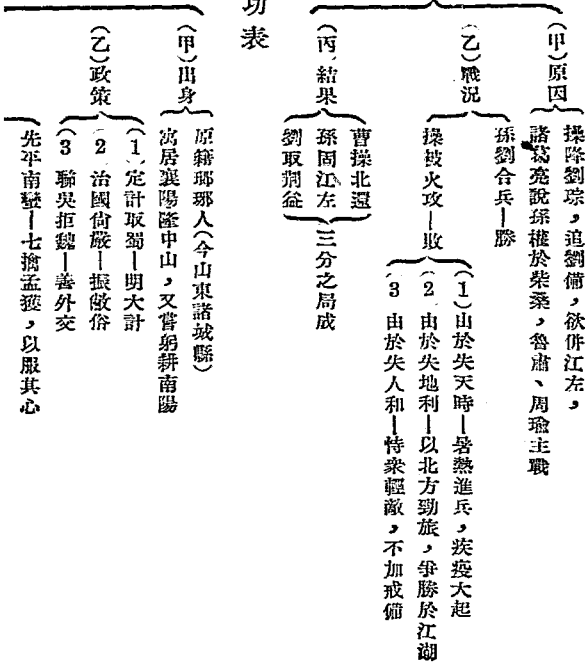 (甲)原因
操降劉琮，追劉備，欲併江左，
諸葛亮說孫權於柴桑，魯肅、周瑜主戰
(乙)戰況
孫劉合兵—勝
操被火攻—敗
(1)由於失天時—暑熱進兵，疾疫大起
(2)由於失地利—以北方勁旅，爭勝於江湖
(3)由於失人和—恃衆輕敵，不加戒備
(丙)結果
曹操北還
孫固江左
劉取荆益
三分之局成
功表
(甲)出身
原籍瑯琊人(今山東諸城縣)
寓居襄陽隆中山，又嘗躬耕南陽
(乙)政策
(1)定計取蜀—明大計
(2)治國尙嚴—振敝俗
(3)聯吳拒魏—善外交
先平南蠻—七擒孟獲，以服其心